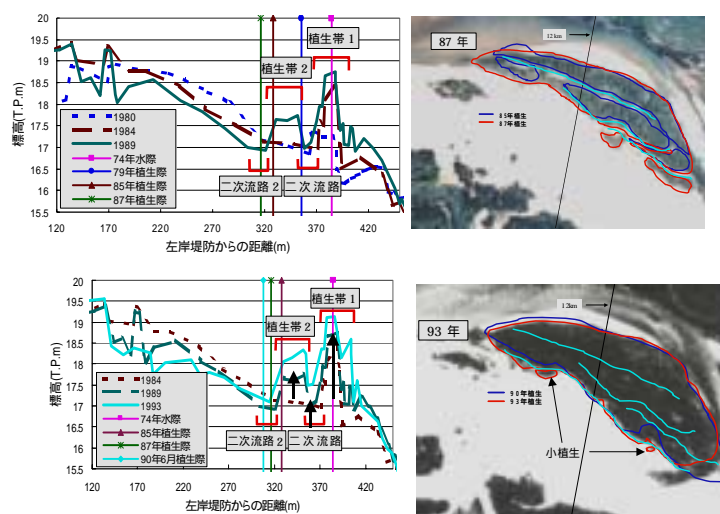 標高(T.P.m)
20
19.5
19
18.5
18
17.5
17
16.5
16
15.5
120
170
220
270
320
370
420
左岸堤防からの距離(m)
植生帯 1
植生帯 2
二次流路 2
二次流路
1980
1984
1989
74年水際
79年植生際
85年植生際
87年植生際
87 年
12km
85年植生
87年植生
標高(T.P.m)
20
19.5
19
18.5
18
17.5
17
16.5
16
15.5
120
170
220
270
320
370
420
左岸堤防からの距離(m)
植生帯 1
植生帯 2
二次流路 2
二次流路
1984
1989
1993
74年水際
85年植生際
87年植生際
90年6月植生際
93 年
12km
90年植生
93年植生
小植生